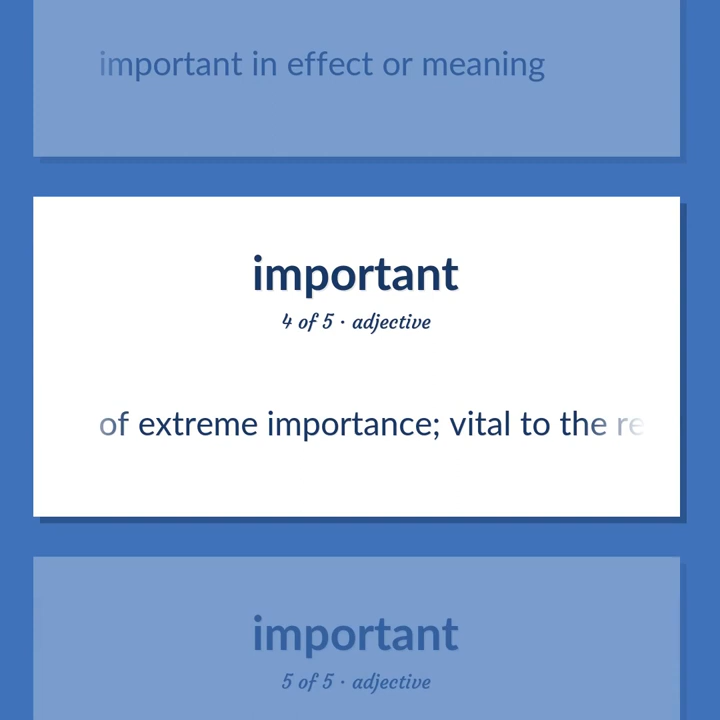 important in effect or meaning
important
4 of 5 · adjective
of extreme importance; vital to the re
important
5 of 5 · adjective